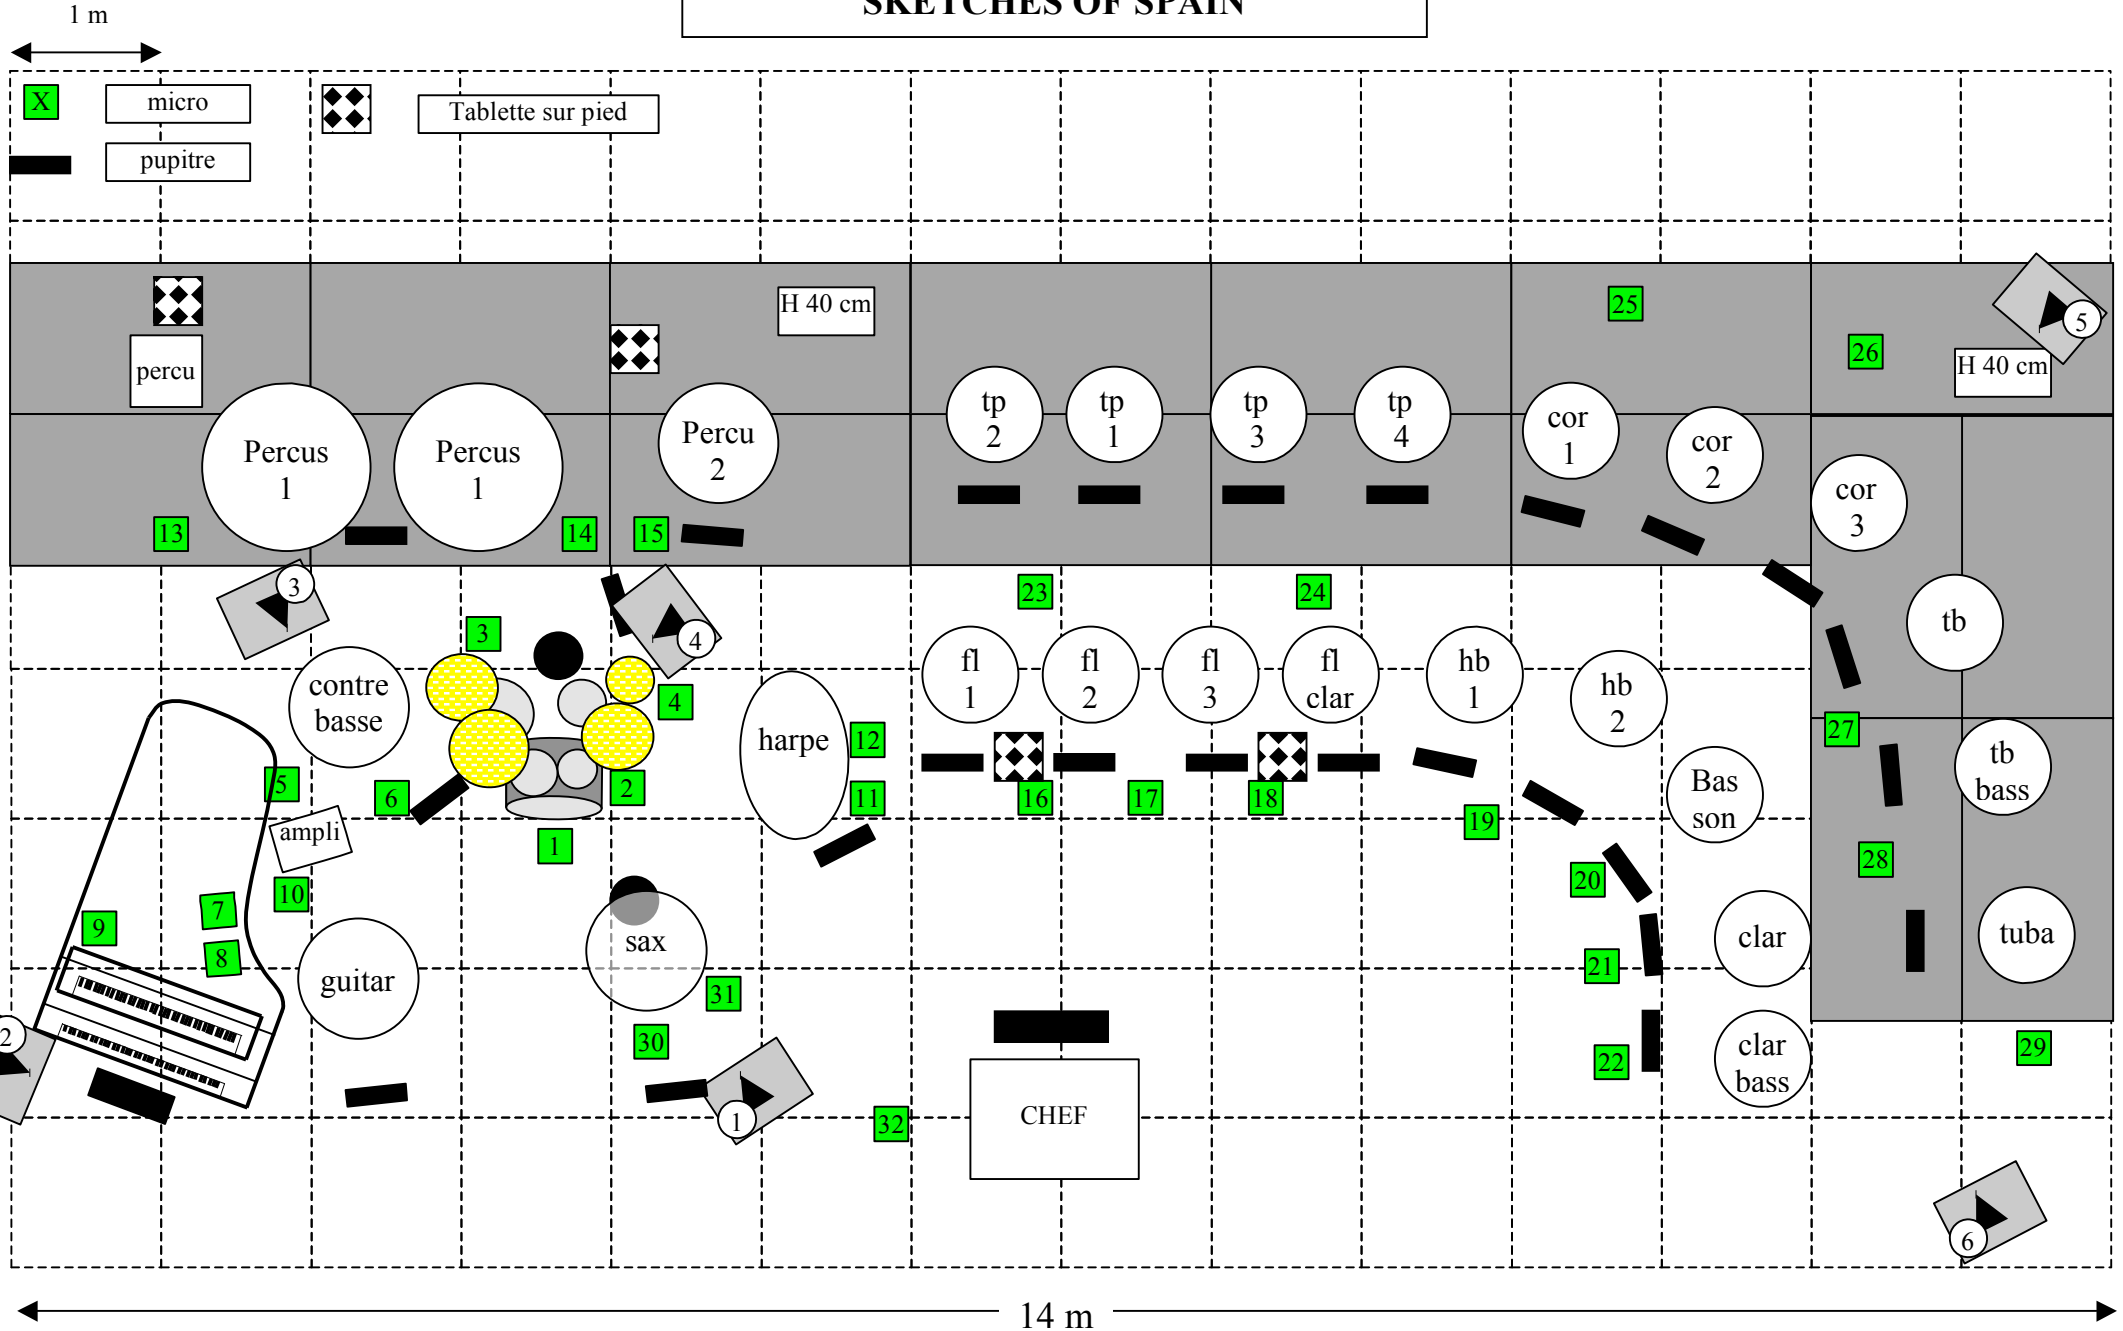 SKETCHES OF SPAIN
1 m
X
micro
Tablette sur pied
pupitre
H 40 cm
25
5
26
H 40 cm
percu
tp
2
tp
1
tp
3
tp
4
cor
1
cor
2
cor
3
Percus
1
Percus
1
Percu
2
13
14
15
3
4
23
24
tb
3
4
contre
basse
harpe
12
11
fl
1
fl
2
fl
3
fl
clar
hb
1
hb
2
27
tb
bass
5
6
2
16
17
18
19
Bas
son
ampli
1
28
10
20
7
9
8
sax
clar
tuba
guitar
31
21
30
2
22
clar
bass
29
1
32
CHEF
6
14 m